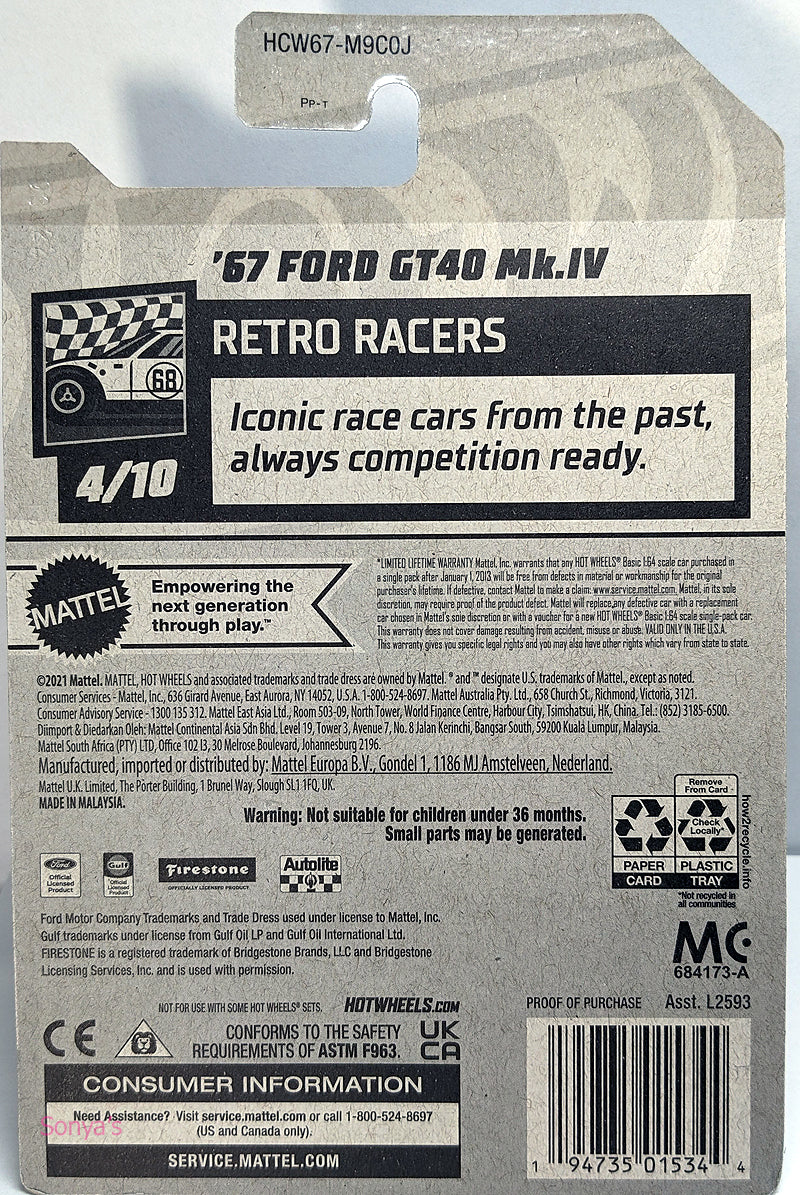 HCW67-M9C0J
PP-T
'67 FORD GT40 Mk.IV
RETRO RACERS
68
Iconic race cars from the past,
always competition ready.
4/10
MATTEL
Empowering the
next generation
through play.™
*LIMITED LIFETIME WARRANTY Mattel, Inc. warrants that any HOT WHEELS® Basic 1:64 scale car purchased in
a single pack after January 1, 2013 will be free from defects in material or workmanship for the original
purchaser's lifetime. If defective, contact Mattel to make a claim: www.service.mattel.com. Mattel, in its sole
discretion, may require proof of the product defect. Mattel will replace any defective car with a replacement
car chosen in Mattel's sole discretion or with a voucher for a new HOT WHEELS® Basic 1:64 scale single-pack car.
This warranty does not cover damage resulting from accident, misuse or abuse. VALID ONLY IN THE U.S.A.
This warranty gives you specific legal rights and you may also have other rights which vary from state to state.
©2021 Mattel. MATTEL, HOT WHEELS and associated trademarks and trade dress are owned by Mattel. ® and ™ designate U.S. trademarks of Mattel., except as noted.
Consumer Services - Mattel, Inc., 636 Girard Avenue, East Aurora, NY 14052, U.S.A. 1-800-524-8697. Mattel Australia Pty. Ltd., 658 Church St., Richmond, Victoria, 3121.
Consumer Advisory Service - 1300 135 312. Mattel East Asia Ltd., Room 503-09, North Tower, World Finance Centre, Harbour City, Tsimshatsui, HK, China. Tel.: (852) 3185-6500.
Diimport & Diedarkan Oleh: Mattel Continental Asia Sdn Bhd. Level 19, Tower 3, Avenue 7, No. 8 Jalan Kerinchi, Bangsar South, 59200 Kuala Lumpur, Malaysia.
Mattel South Africa (PTY) LTD, Office 102 I3, 30 Melrose Boulevard, Johannesburg 2196.
Manufactured, imported or distributed by: Mattel Europa B.V., Gondel 1, 1186 MJ Amstelveen, Nederland.
Mattel U.K. Limited, The Porter Building, 1 Brunel Way, Slough SL1 1FQ, UK.
MADE IN MALAYSIA.
Warning: Not suitable for children under 36 months.
Small parts may be generated.
Remove
From Card
Check
Locally*
PAPER
CARD
PLASTIC
TRAY
how2recycle.info
*Not recycled in
all communities
Ford
Official
Licensed
Product
Gulf
Official
Licensed
Product
Firestone
OFFICIALLY LICENSED PRODUCT
Autolite
Ford Motor Company Trademarks and Trade Dress used under license to Mattel, Inc.
Gulf trademarks under license from Gulf Oil LP and Gulf Oil International Ltd.
FIRESTONE is a registered trademark of Bridgestone Brands, LLC and Bridgestone
Licensing Services, Inc. and is used with permission.
MC
684173-A
NOT FOR USE WITH SOME HOT WHEELS® SETS. HOTWHEELS.COM
PROOF OF PURCHASE Asst. L2593
CE
CONFORMS TO THE SAFETY
REQUIREMENTS OF ASTM F963.
UK
CA
CONSUMER INFORMATION
Need Assistance? Visit service.mattel.com or call 1-800-524-8697
(US and Canada only).
Sonya's
SERVICE.MATTEL.COM
1 94735 01534 4